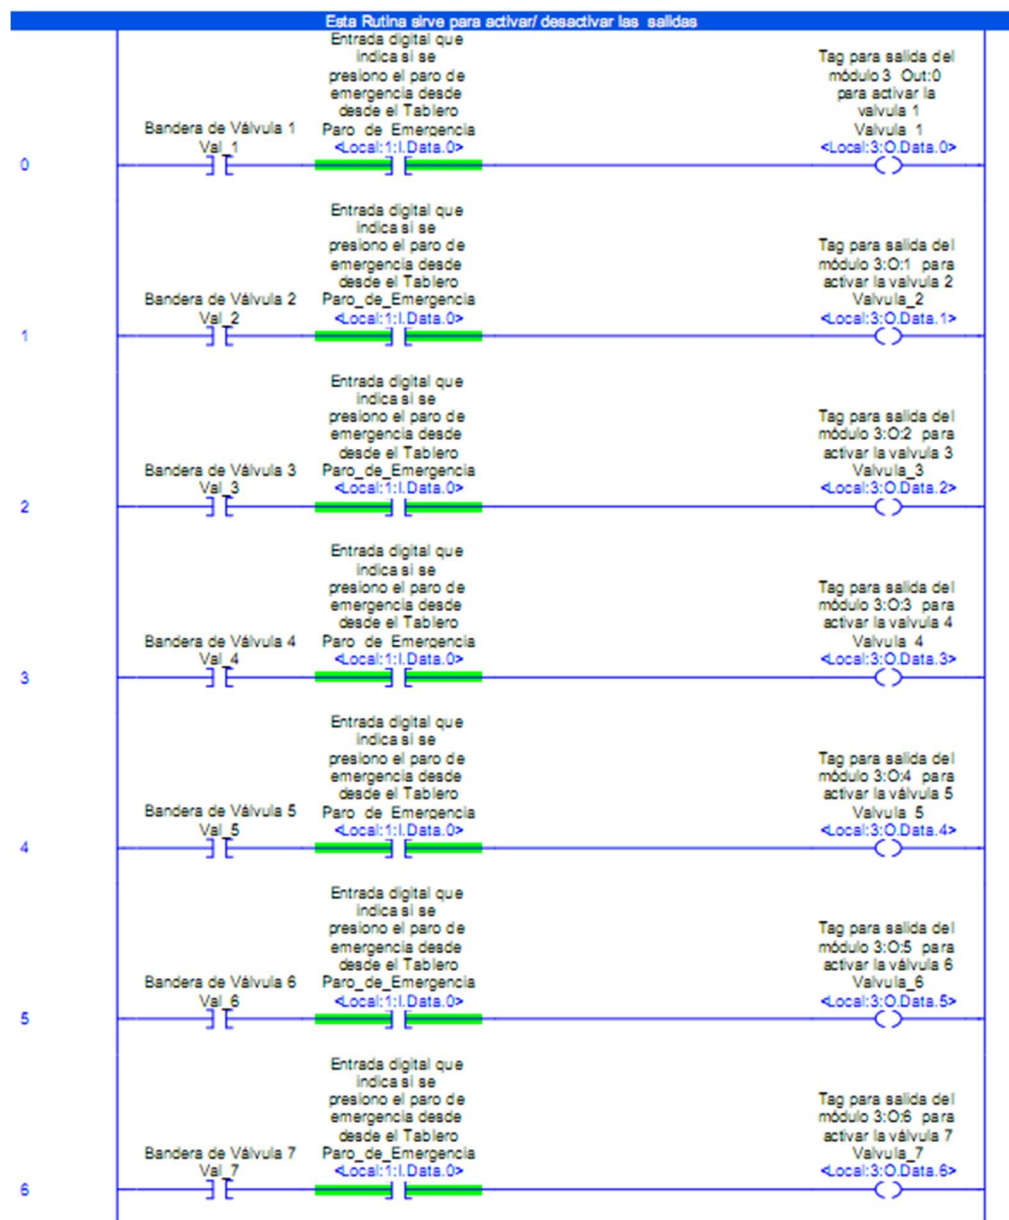 Esta Rutina sirve para activar/ desactivar las salidas
Entrada digital que
indica si se
presiono el paro de
emergencia desde
desde el Tablero
Paro_de_Emergencia
<Local:1:I.Data.0>
Bandera de Válvula 1
Val_1
Tag para salida del
módulo 3 Out:0
para activar la
valvula 1
Valvula_1
<Local:3:O.Data.0>
0
Entrada digital que
indica si se
presiono el paro de
emergencia desde
desde el Tablero
Paro_de_Emergencia
<Local:1:I.Data.0>
Bandera de Válvula 2
Val_2
Tag para salida del
módulo 3:O:1 para
activar la valvula 2
Valvula_2
<Local:3:O.Data.1>
1
Entrada digital que
indica si se
presiono el paro de
emergencia desde
desde el Tablero
Paro_de_Emergencia
<Local:1:I.Data.0>
Bandera de Válvula 3
Val_3
Tag para salida del
módulo 3:O:2 para
activar la valvula 3
Valvula_3
<Local:3:O.Data.2>
2
Entrada digital que
indica si se
presiono el paro de
emergencia desde
desde el Tablero
Paro_de_Emergencia
<Local:1:I.Data.0>
Bandera de Válvula 4
Val_4
Tag para salida del
módulo 3:O:3 para
activar la valvula 4
Valvula_4
<Local:3:O.Data.3>
3
Entrada digital que
indica si se
presiono el paro de
emergencia desde
desde el Tablero
Paro_de_Emergencia
<Local:1:I.Data.0>
Bandera de Válvula 5
Val_5
Tag para salida del
módulo 3:O:4 para
activar la válvula 5
Valvula_5
<Local:3:O.Data.4>
4
Entrada digital que
indica si se
presiono el paro de
emergencia desde
desde el Tablero
Paro_de_Emergencia
<Local:1:I.Data.0>
Bandera de Válvula 6
Val_6
Tag para salida del
módulo 3:O:5 para
activar la válvula 6
Valvula_6
<Local:3:O.Data.5>
5
Entrada digital que
indica si se
presiono el paro de
emergencia desde
desde el Tablero
Paro_de_Emergencia
<Local:1:I.Data.0>
Bandera de Válvula 7
Val_7
Tag para salida del
módulo 3:O:6 para
activar la válvula 7
Valvula_7
<Local:3:O.Data.6>
6